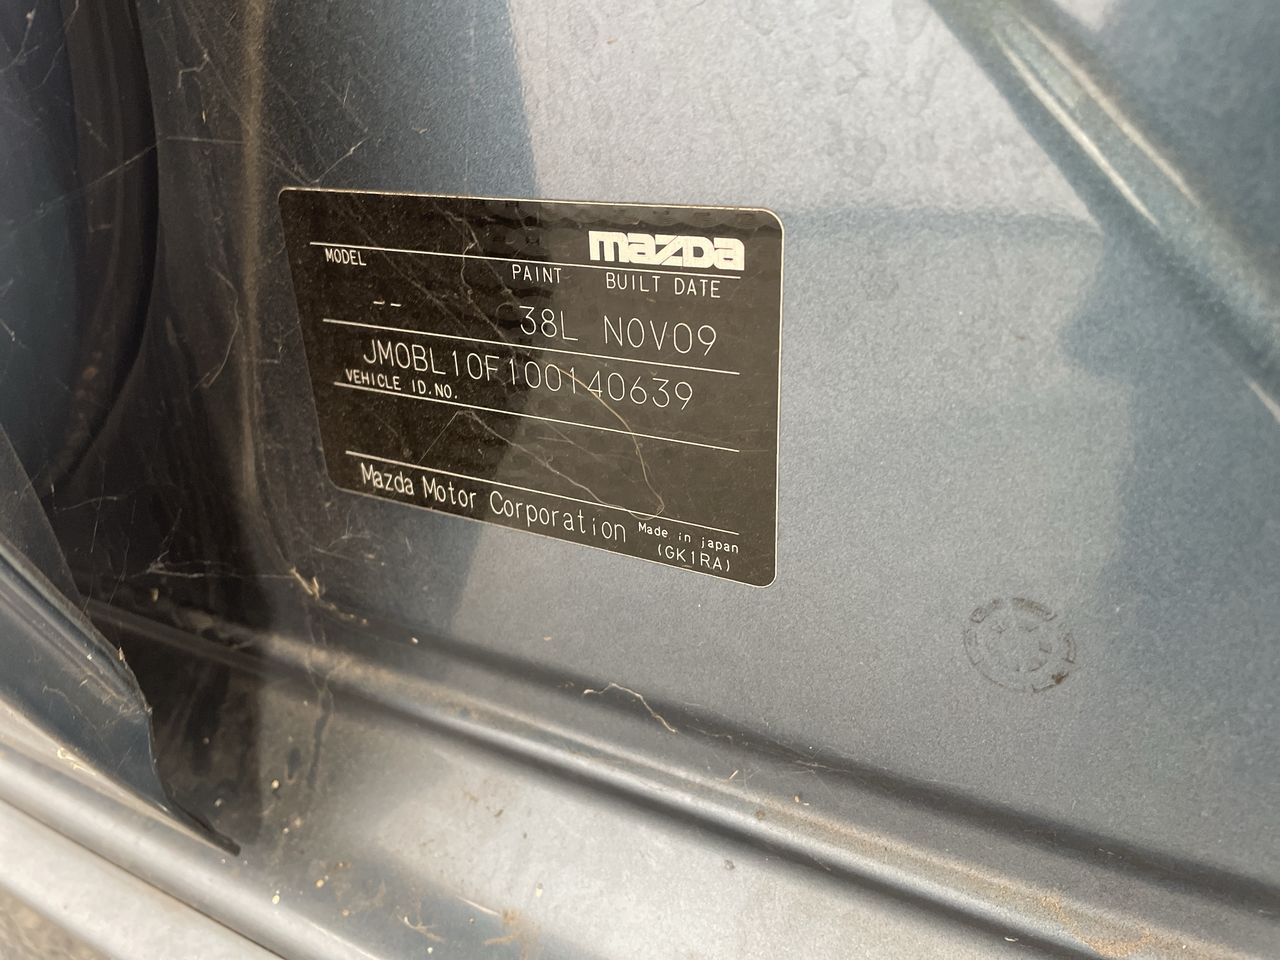 mazda
MODEL PAINT BUILT DATE
-- 38L NOV09
JM0BL10F100140639
VEHICLE ID.NO.
Mazda Motor Corporation Made in japan
(GK1RA)